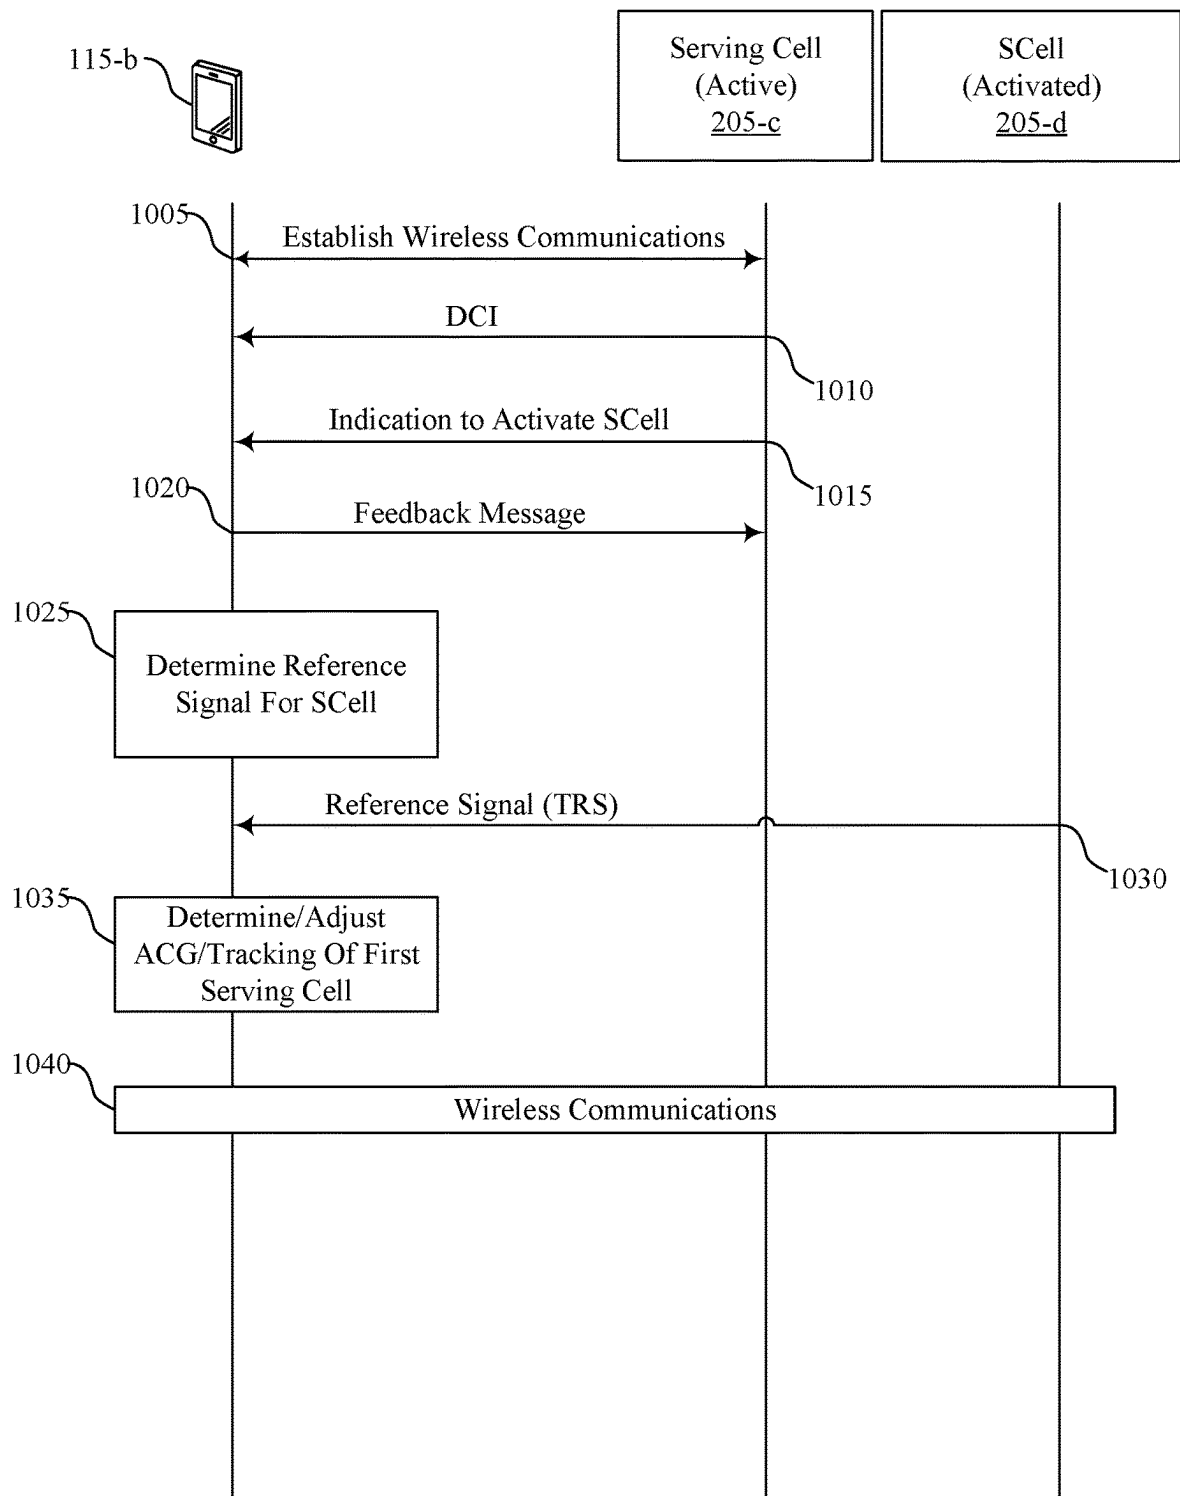 115-b
Serving Cell
(Active)
205-c
SCell
(Activated)
205-d
1005
Establish Wireless Communications
DCI
1010
Indication to Activate SCell
1015
1020
Feedback Message
1025
Determine Reference
Signal For SCell
Reference Signal (TRS)
1030
1035
Determine/Adjust
ACG/Tracking Of First
Serving Cell
1040
Wireless Communications